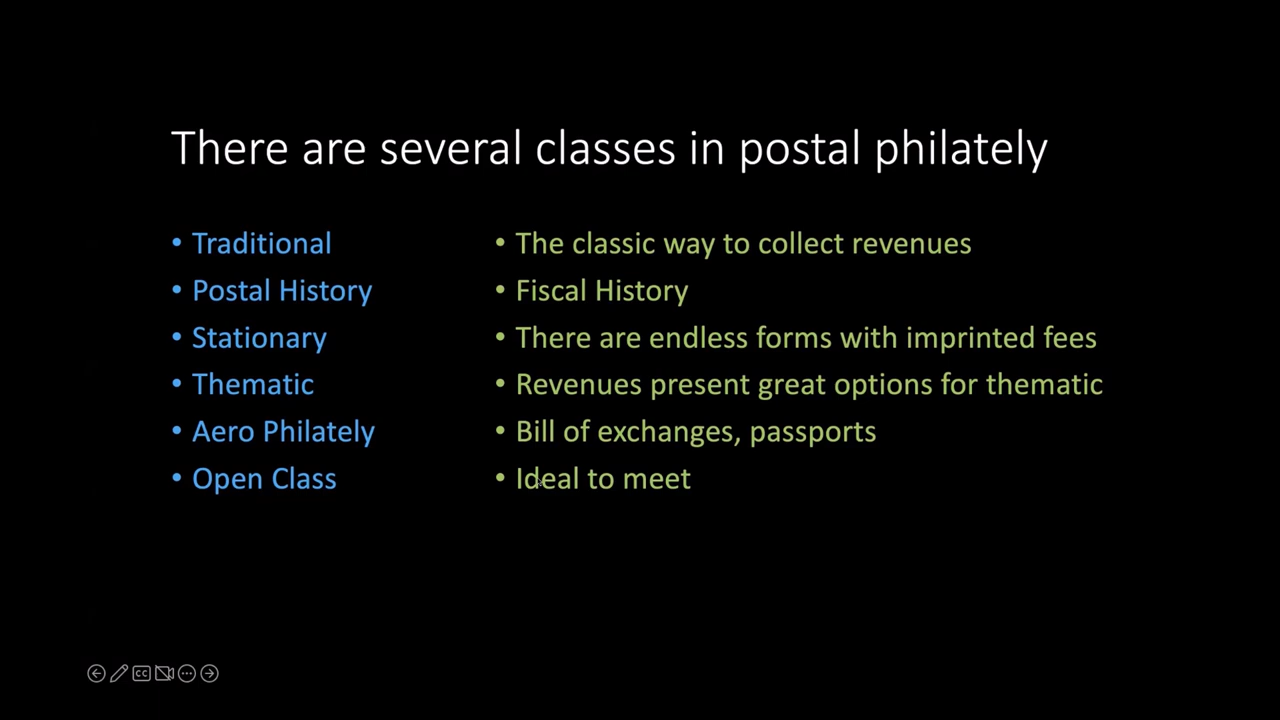 There are several classes in postal philately
• Traditional
• Postal History
• Stationary
• Thematic
• Aero Philately
• Open Class
• The classic way to collect revenues
• Fiscal History
• There are endless forms with imprinted fees
• Revenues present great options for thematic
• Bill of exchanges, passports
• Ideal to meet
CC